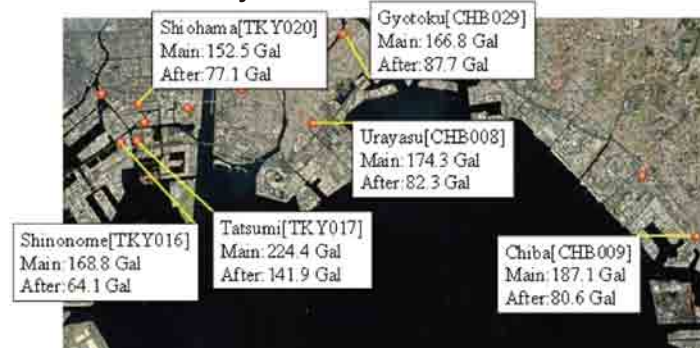 Shiohama[TKY020]
Main:152.5 Gal
After:77.1 Gal
Gyotoku[CHB029]
Main:166.8 Gal
After:87.7 Gal
Urayasu[CHB008]
Main:174.3 Gal
After:82.3 Gal
Shinonome[TKY016]
Main:168.8 Gal
After:64.1 Gal
Tatsumi[TKY017]
Main:224.4 Gal
After:141.9 Gal
Chiba[CHB009]
Main:187.1 Gal
After:80.6 Gal